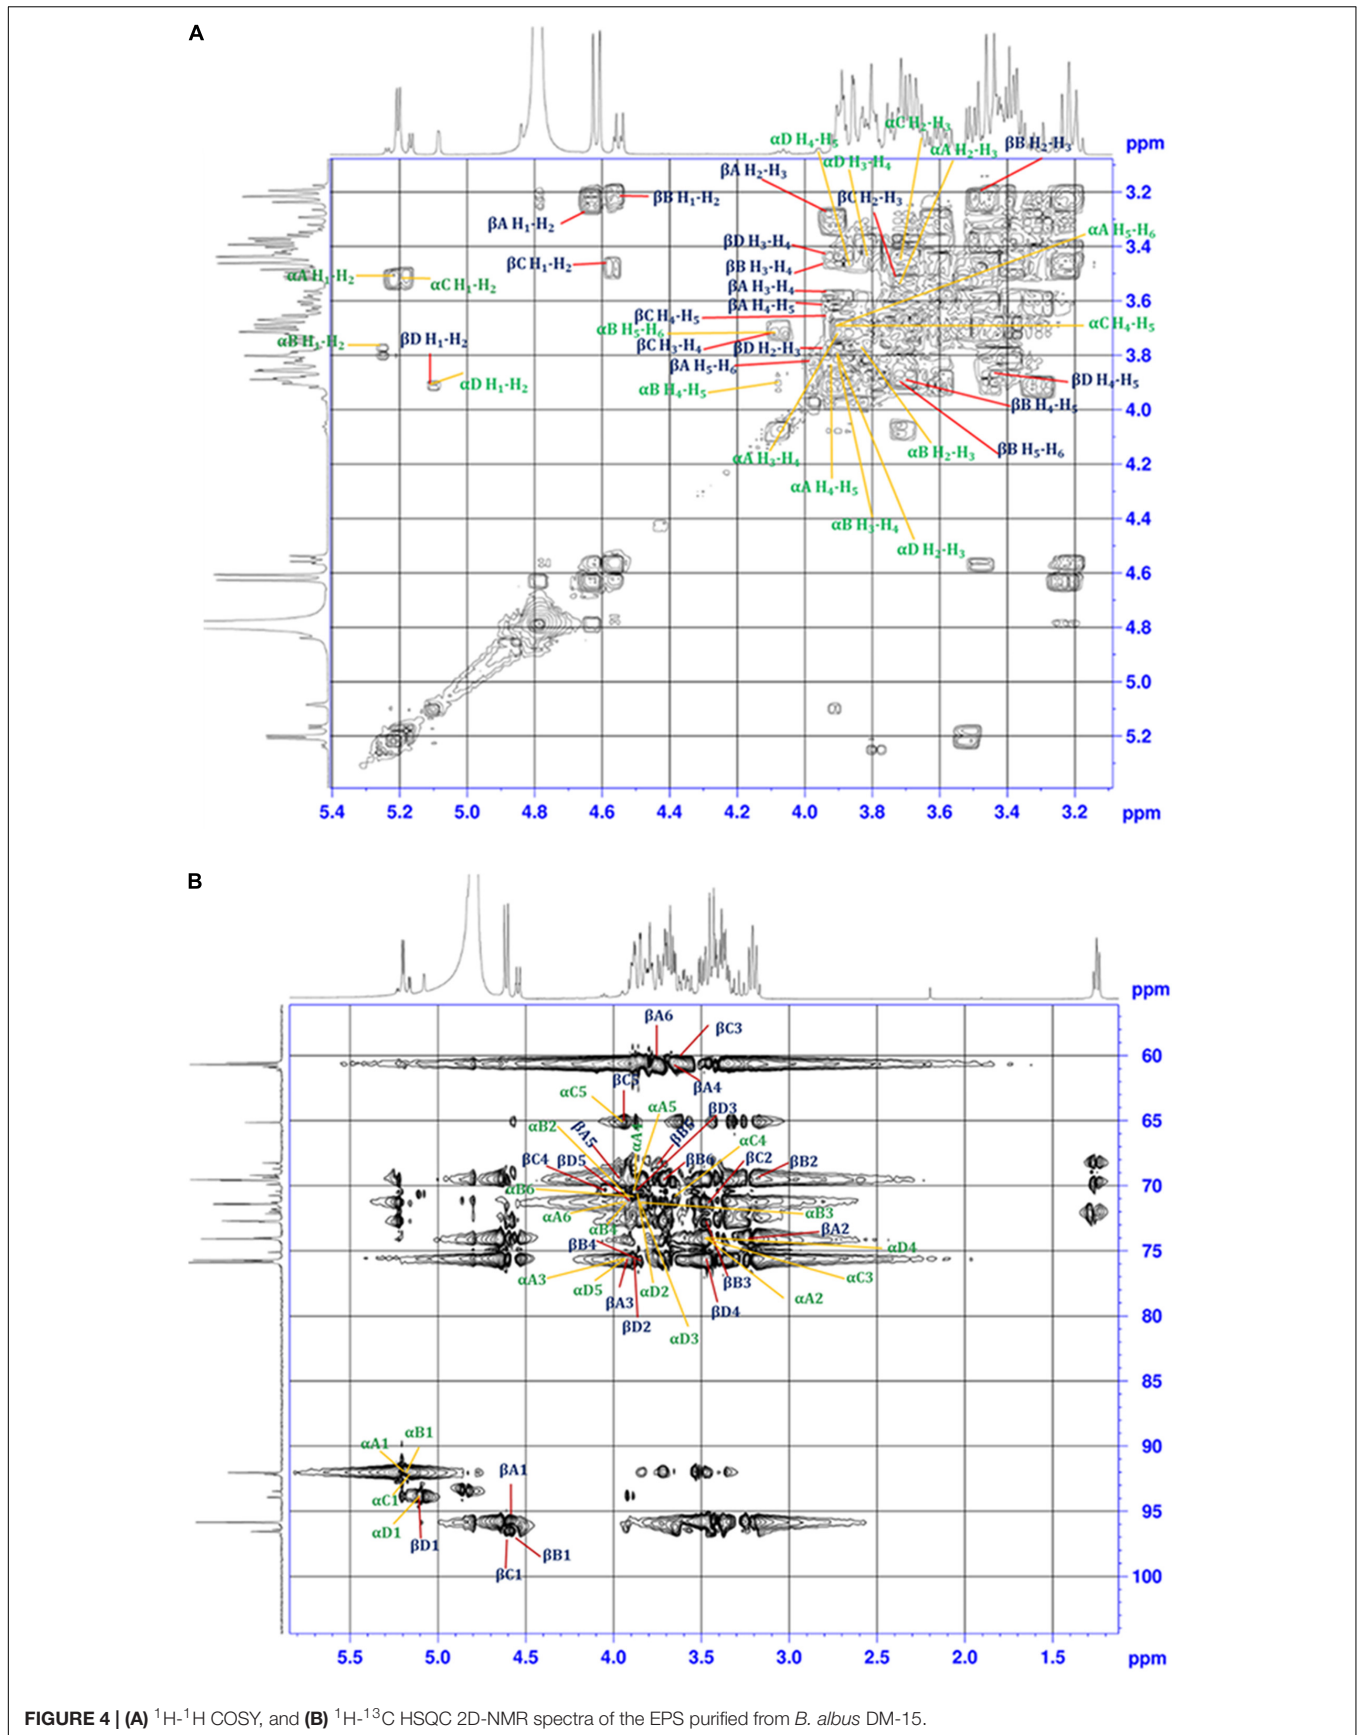 A
αD H₄-H₅
αC H₂-H₃
αD H₃-H₄
αA H₂-H₃
βB H₂-H₃
ppm
βA H₂-H₃
βC H₂-H₃
3.2
βB H₁-H₂
βA H₁-H₂
αA H₅-H₆
βD H₃-H₄
3.4
βC H₁-H₂
βB H₃-H₄
αA H₁-H₂
αC H₁-H₂
βA H₃-H₄
βA H₄-H₅
3.6
βC H₄-H₅
αB H₅-H₆
αC H₄-H₅
αB H₁-H₂
βD H₁-H₂
βC H₃-H₄
βD H₂-H₃
3.8
βA H₅-H₆
αD H₁-H₂
αB H₄-H₅
βD H₄-H₅
βB H₄-H₅
4.0
αA H₃-H₄
αB H₂-H₃
βB H₅-H₆
4.2
αA H₄-H₅
4.4
αB H₃-H₄
αD H₂-H₃
4.6
4.8
5.0
5.2
5.4 5.2 5.0 4.8 4.6 4.4 4.2 4.0 3.8 3.6 3.4 3.2 ppm
B
ppm
βA6
βC3
60
βC5
βA4
αC5
αA5
βD3
65
αB2
βA5
αA4
βB5
αC4
βC4
βD5
βB6
βC2
βB2
70
αB6
αA6
αB4
αB3
βA2
βB4
αD4
75
αA3
αD5
αD2
βB3
αC3
βA3
αA2
βD4
βD2
αD3
80
85
90
αA1
αB1
βA1
αC1
95
αD1
βD1
βB1
βC1
100
5.5 5.0 4.5 4.0 3.5 3.0 2.5 2.0 1.5 ppm
FIGURE 4 | (A) ¹H-¹H COSY, and (B) ¹H-¹³C HSQC 2D-NMR spectra of the EPS purified from B. albus DM-15.